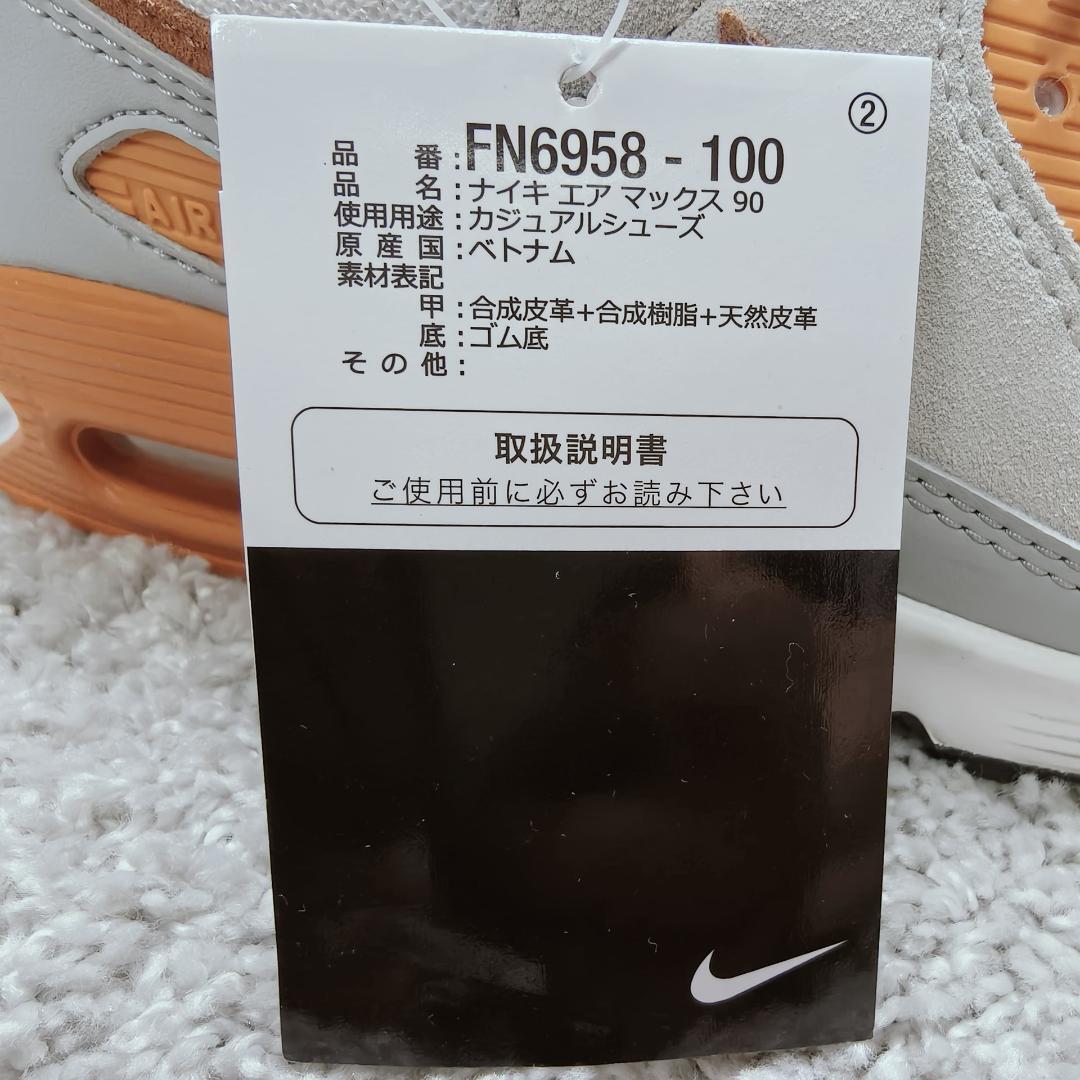 ②
品 番:FN6958 - 100
品 名:ナイキ エア マックス 90
使用用途:カジュアルシューズ
原 産 国:ベトナム
素材表記
甲:合成皮革+合成樹脂+天然皮革
底:ゴム底
そ の 他:
取扱説明書
ご使用前に必ずお読み下さい
AIR